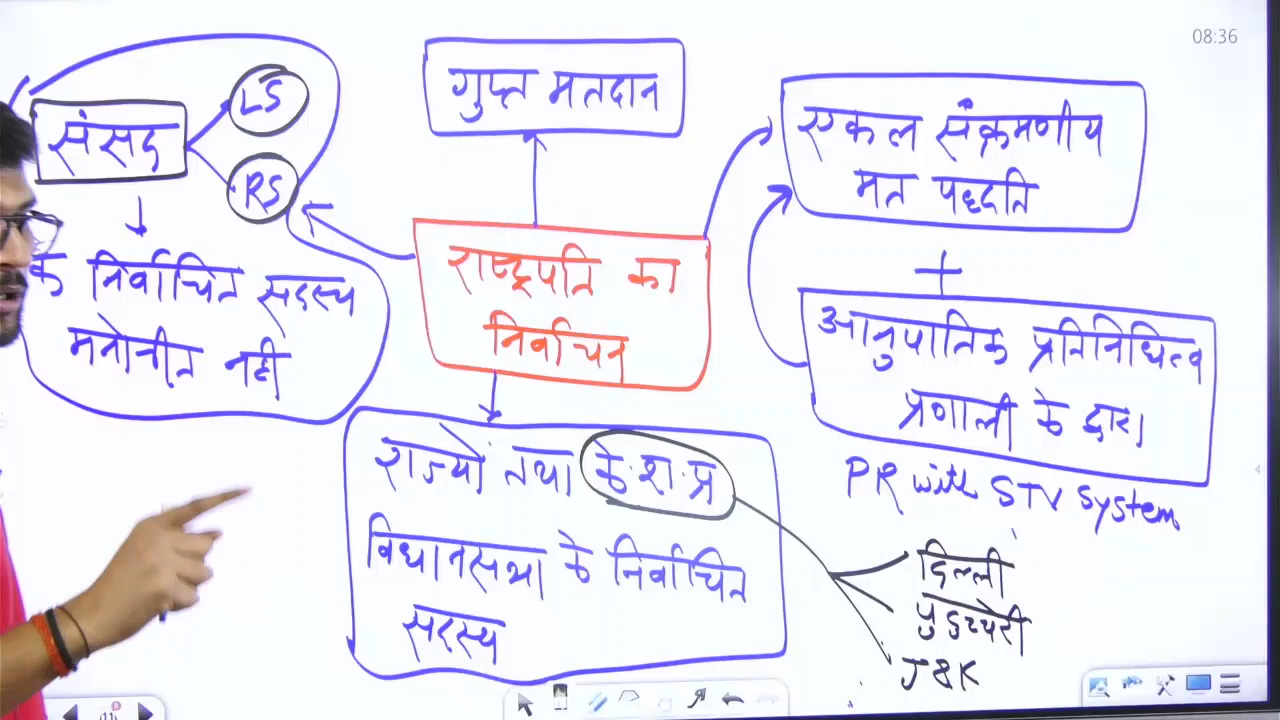 08:36
गुप्त मतदान
LS
संसद
RS
एकल संक्रमणीय
मत पद्धति
+
राष्ट्रपति का
निर्वाचन
के निर्वाचित सदस्य
मनोनीत नही
आनुपातिक प्रतिनिधित्व
प्रणाली के द्वारा
PR with STV System
राज्यों तथा के.शा.प्र
विधानसभा के निर्वाचित
सदस्य
दिल्ली
पुडुच्चेरी
J&K